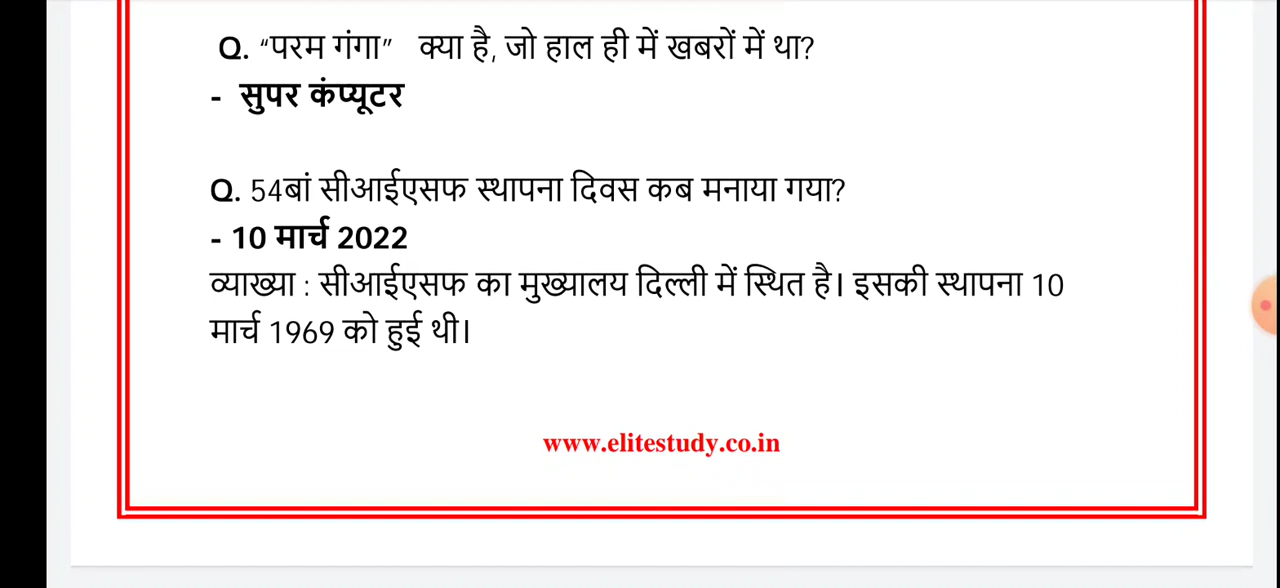 Q. “परम गंगा” क्या है, जो हाल ही में खबरों में था?
- सुपर कंप्यूटर
Q. 54बां सीआईएसफ स्थापना दिवस कब मनाया गया?
- 10 मार्च 2022
व्याख्या : सीआईएसफ का मुख्यालय दिल्ली में स्थित है। इसकी स्थापना 10
मार्च 1969 को हुई थी।
www.elitestudy.co.in